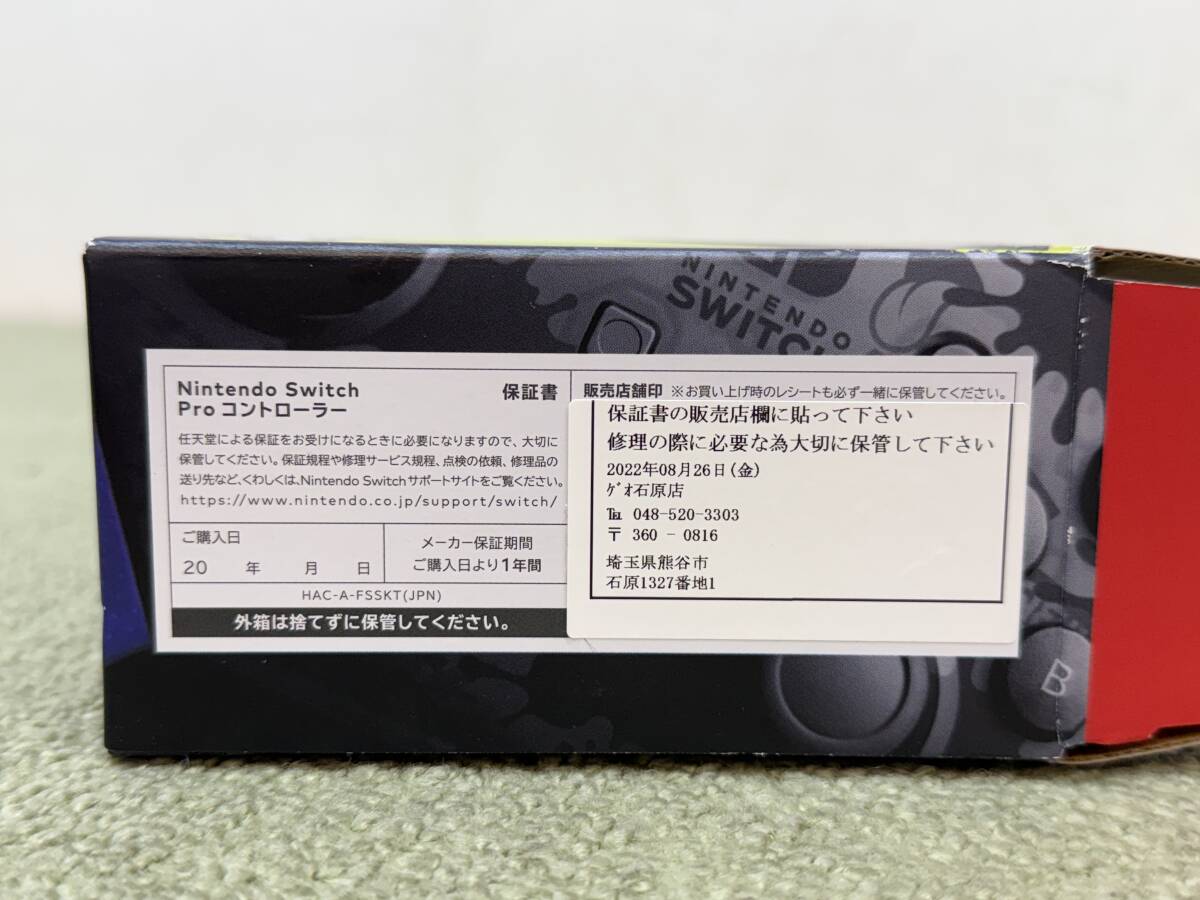 NINTENDO
SWITCH
Nintendo Switch
Pro コントローラー
保証書
任天堂による保証をお受けになるときに必要になりますので、大切に
保管してください。保証規程や修理サービス規程、点検の依頼、修理品の
送り先など、くわしくは、Nintendo Switchサポートサイトをご覧ください。
https://www.nintendo.co.jp/support/switch/
ご購入日
20 年 月 日
メーカー保証期間
ご購入日より1年間
HAC-A-FSSKT(JPN)
外箱は捨てずに保管してください。
販売店舗印 ※お買い上げ時のレシートも必ず一緒に保管してください。
保証書の販売店欄に貼って下さい
修理の際に必要な為大切に保管して下さい
2022年08月26日(金)
ｹﾞｵ石原店
℡ 048-520-3303
〒 360 - 0816
埼玉県熊谷市
石原1327番地1
B